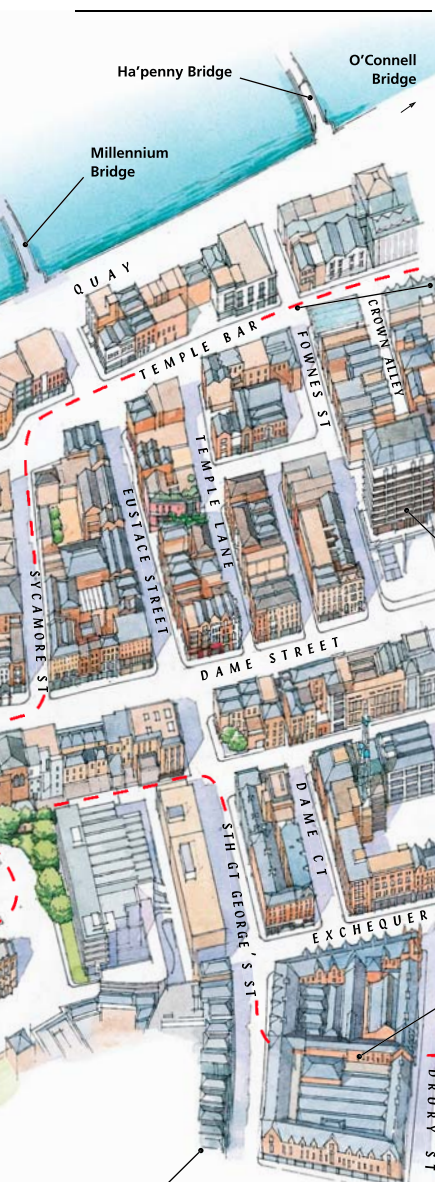 O'Connell
Bridge
Ha'penny Bridge
Millennium
Bridge
QUAY
TEMPLE BAR
CROWN ALLEY
FOWNES ST
TEMPLE LANE
EUSTACE STREET
SYCAMORE ST
DAME STREET
DAME CT
STH GT GEORGE'S ST
EXCHEQUER
DRURY ST